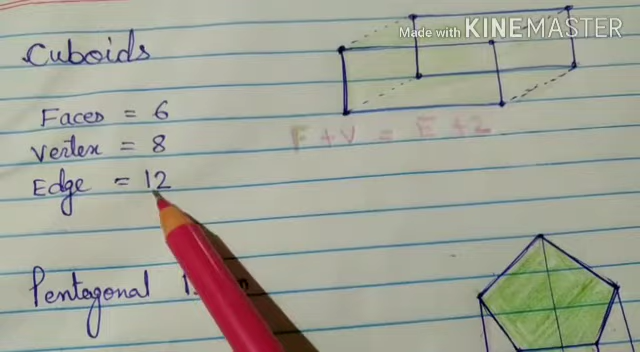 Made with KINEMASTER
Cuboids
Faces = 6
F+V = E+2
Vertex = 8
Edge = 12
Pentagonal